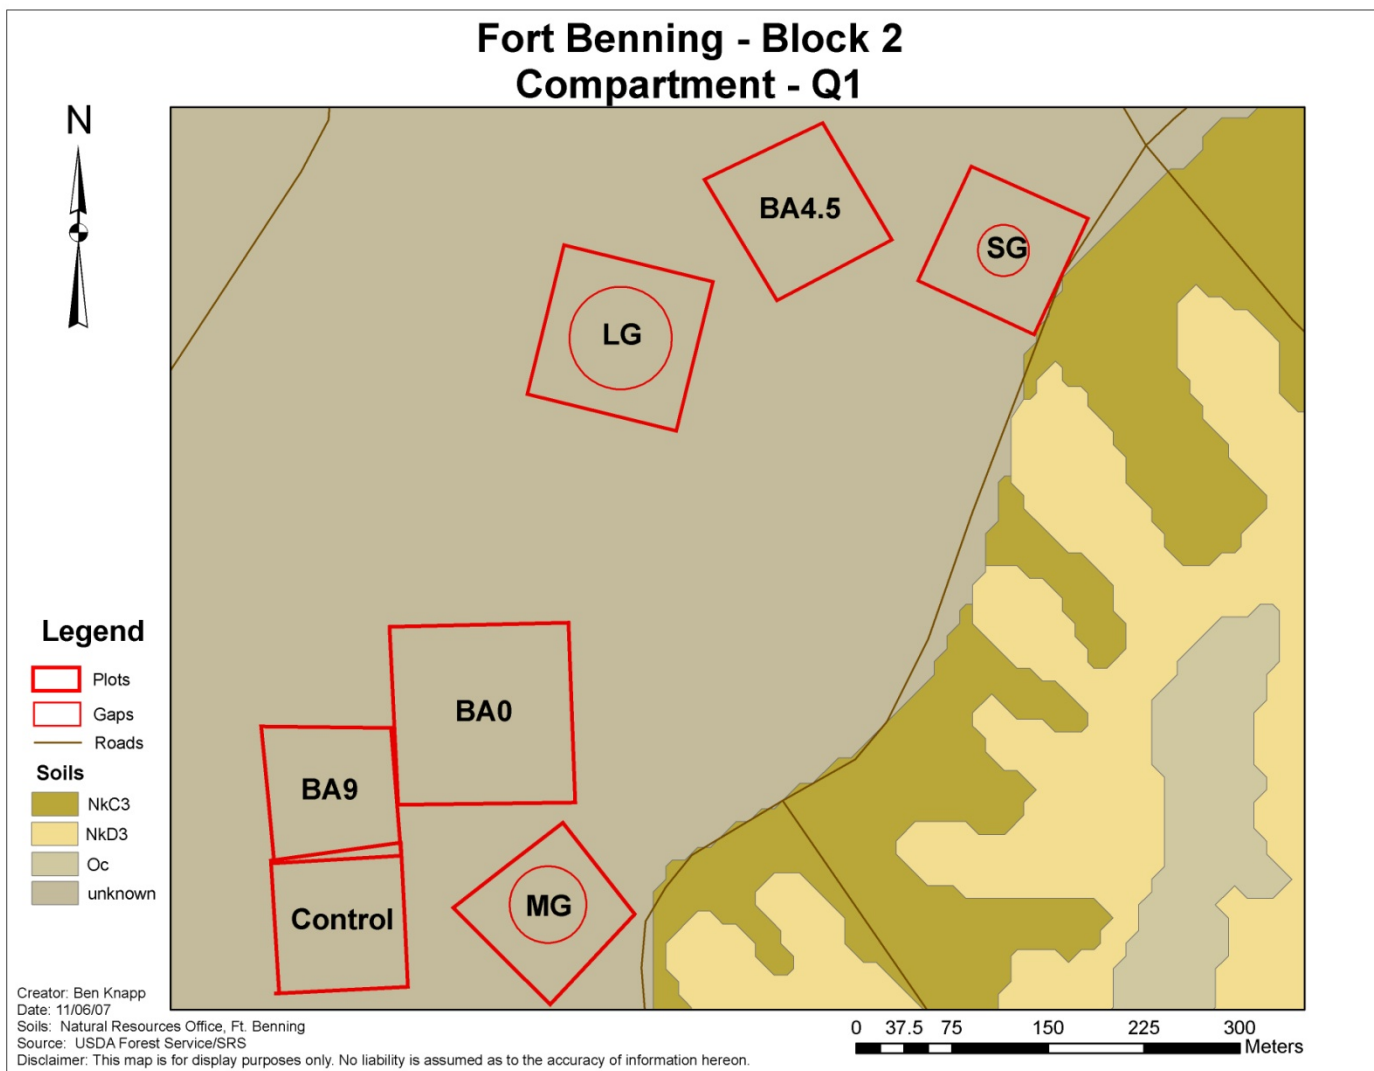 Fort Benning - Block 2
Compartment - Q1
N
BA4.5
SG
LG
BA0
BA9
MG
Control
Legend
Plots
Gaps
Roads
Soils
NkC3
NkD3
Oc
unknown
Creator: Ben Knapp
Date: 11/06/07
Soils: Natural Resources Office, Ft. Benning
Source: USDA Forest Service/SRS
Disclaimer: This map is for display purposes only. No liability is assumed as to the accuracy of information hereon.
0 37.5 75 150 225 300
Meters